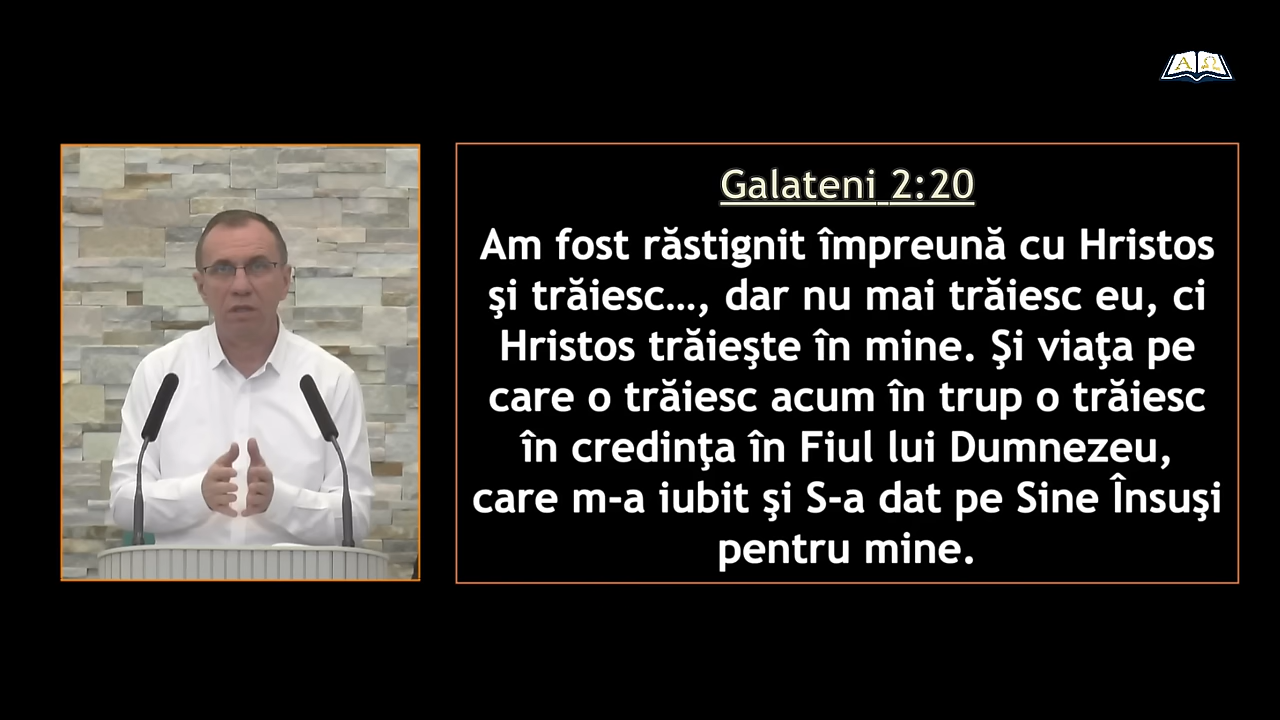 Α Ω
Galateni 2:20
Am fost răstignit împreună cu Hristos
şi trăiesc..., dar nu mai trăiesc eu, ci
Hristos trăieşte în mine. Şi viaţa pe
care o trăiesc acum în trup o trăiesc
în credinţa în Fiul lui Dumnezeu,
care m-a iubit şi S-a dat pe Sine Însuşi
pentru mine.